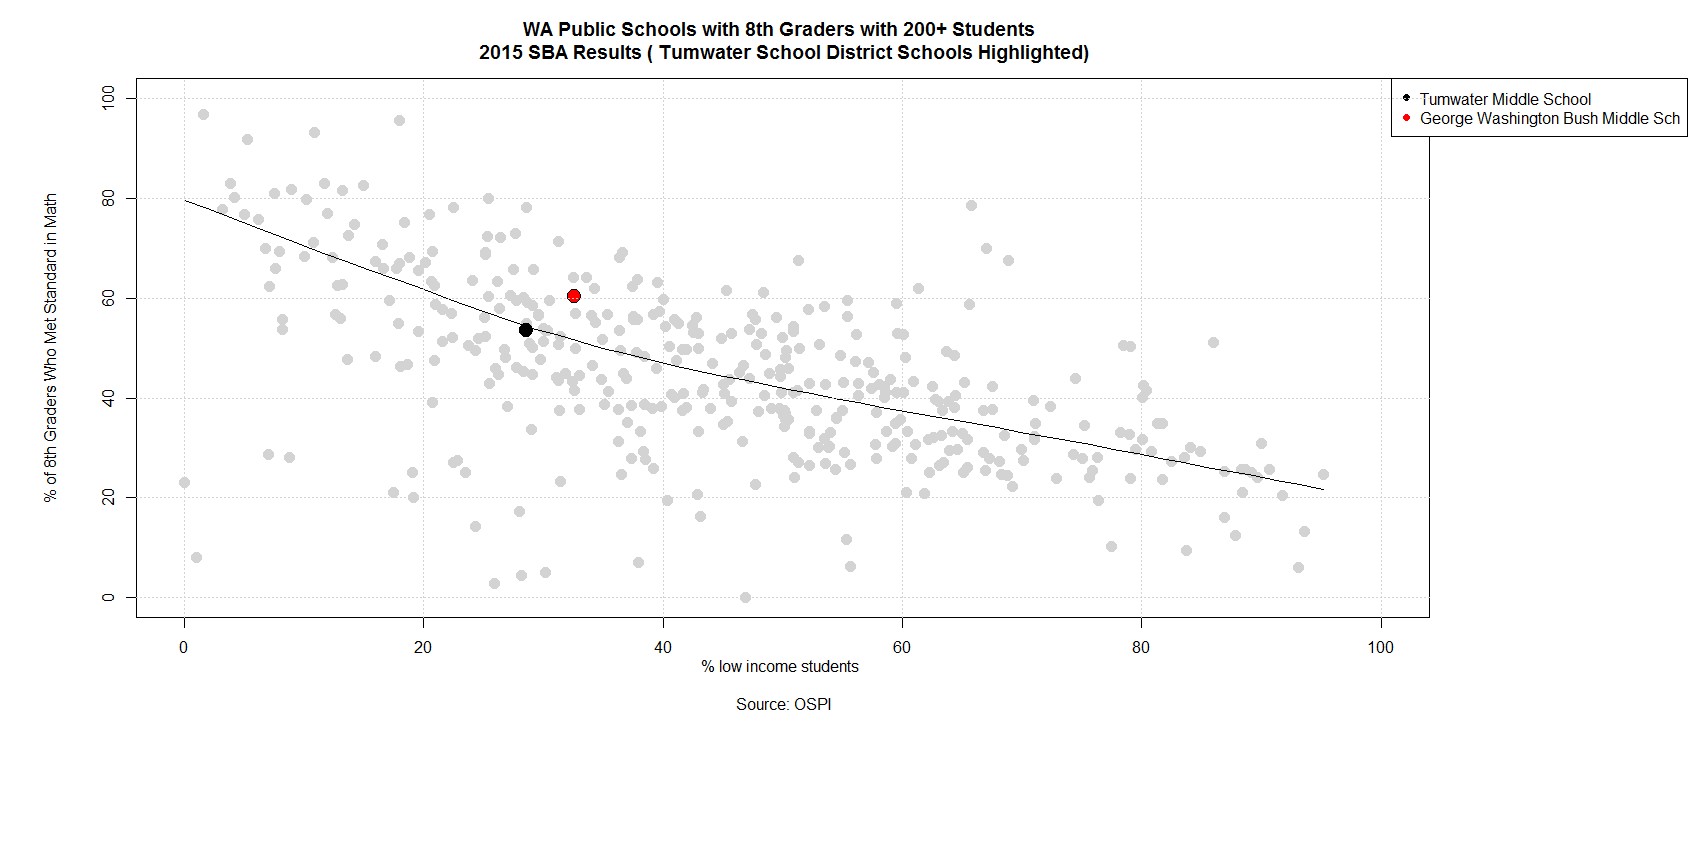 WA Public Schools with 8th Graders with 200+ Students
2015 SBA Results ( Tumwater School District Schools Highlighted)
Tumwater Middle School
George Washington Bush Middle Sch
% of 8th Graders Who Met Standard in Math
100
80
60
40
20
0
0 20 40 60 80 100
% low income students
Source: OSPI